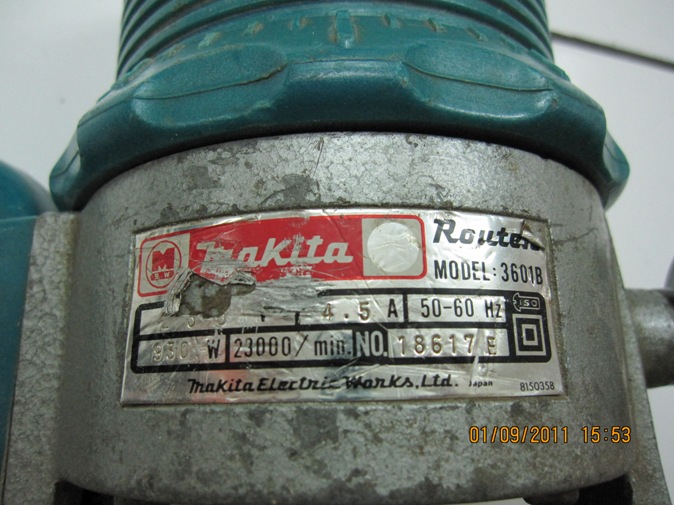 Makita Router
M
B W
MODEL: 3601B
4.5 A 50-60 Hz ISO
930 W 23000/min. NO. 18617 E
Makita Electric Works, Ltd. Japan 8150358
01/09/2011 15:53